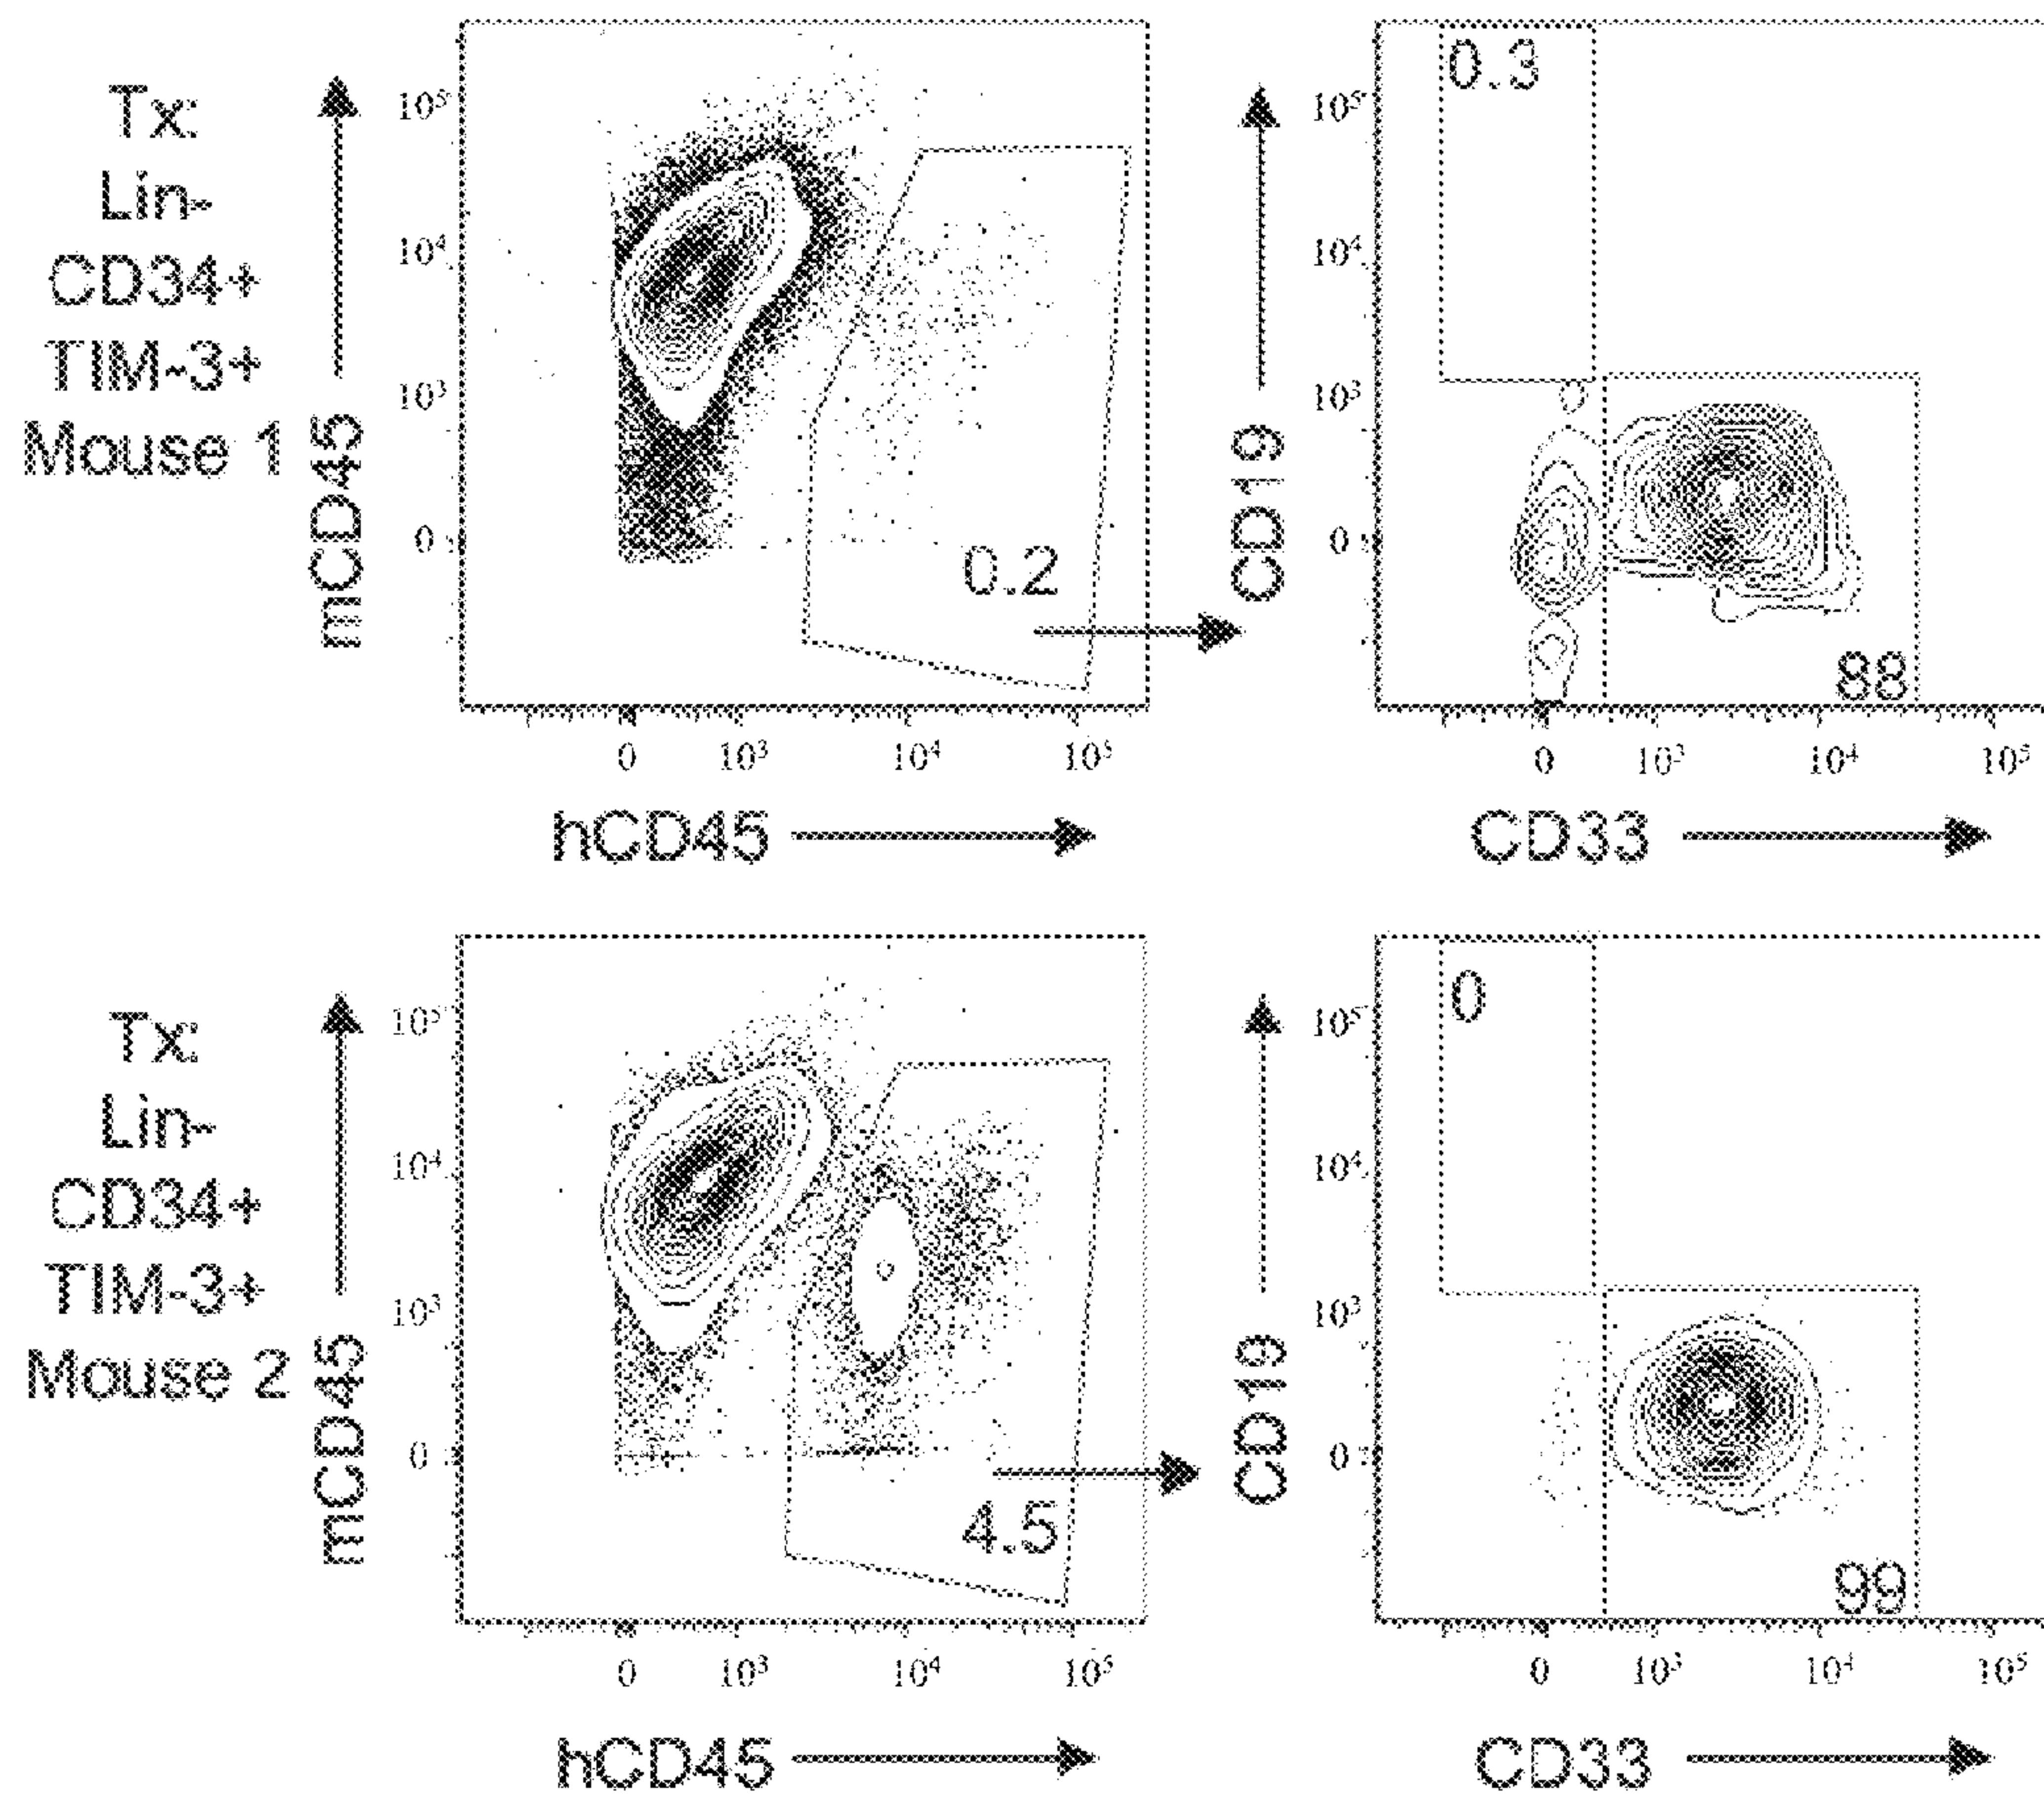 Tx:
Lin-
CD34+
TIM-3+
Mouse 1
mCD45
10⁵
10⁴
10³
0
0.2
0
10³
10⁴
10⁵
hCD45
CD19
10⁵
10⁴
10³
0
0.3
88
0
10³
10⁴
10⁵
CD33
Tx:
Lin-
CD34+
TIM-3+
Mouse 2
mCD45
10⁵
10⁴
10³
0
4.5
0
10³
10⁴
10⁵
hCD45
CD19
10⁵
10⁴
10³
0
0
99
0
10³
10⁴
10⁵
CD33